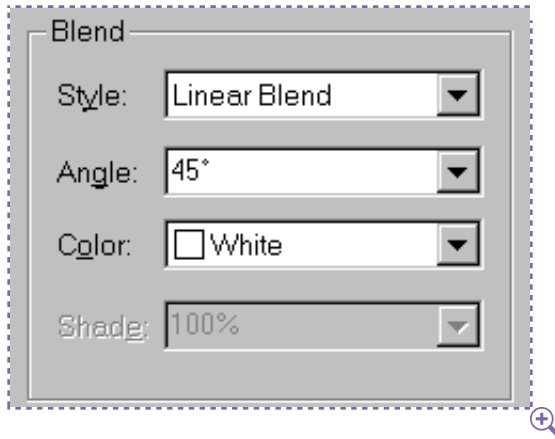 Blend
Style: Linear Blend
Angle: 45°
Color: White
Shade: 100%